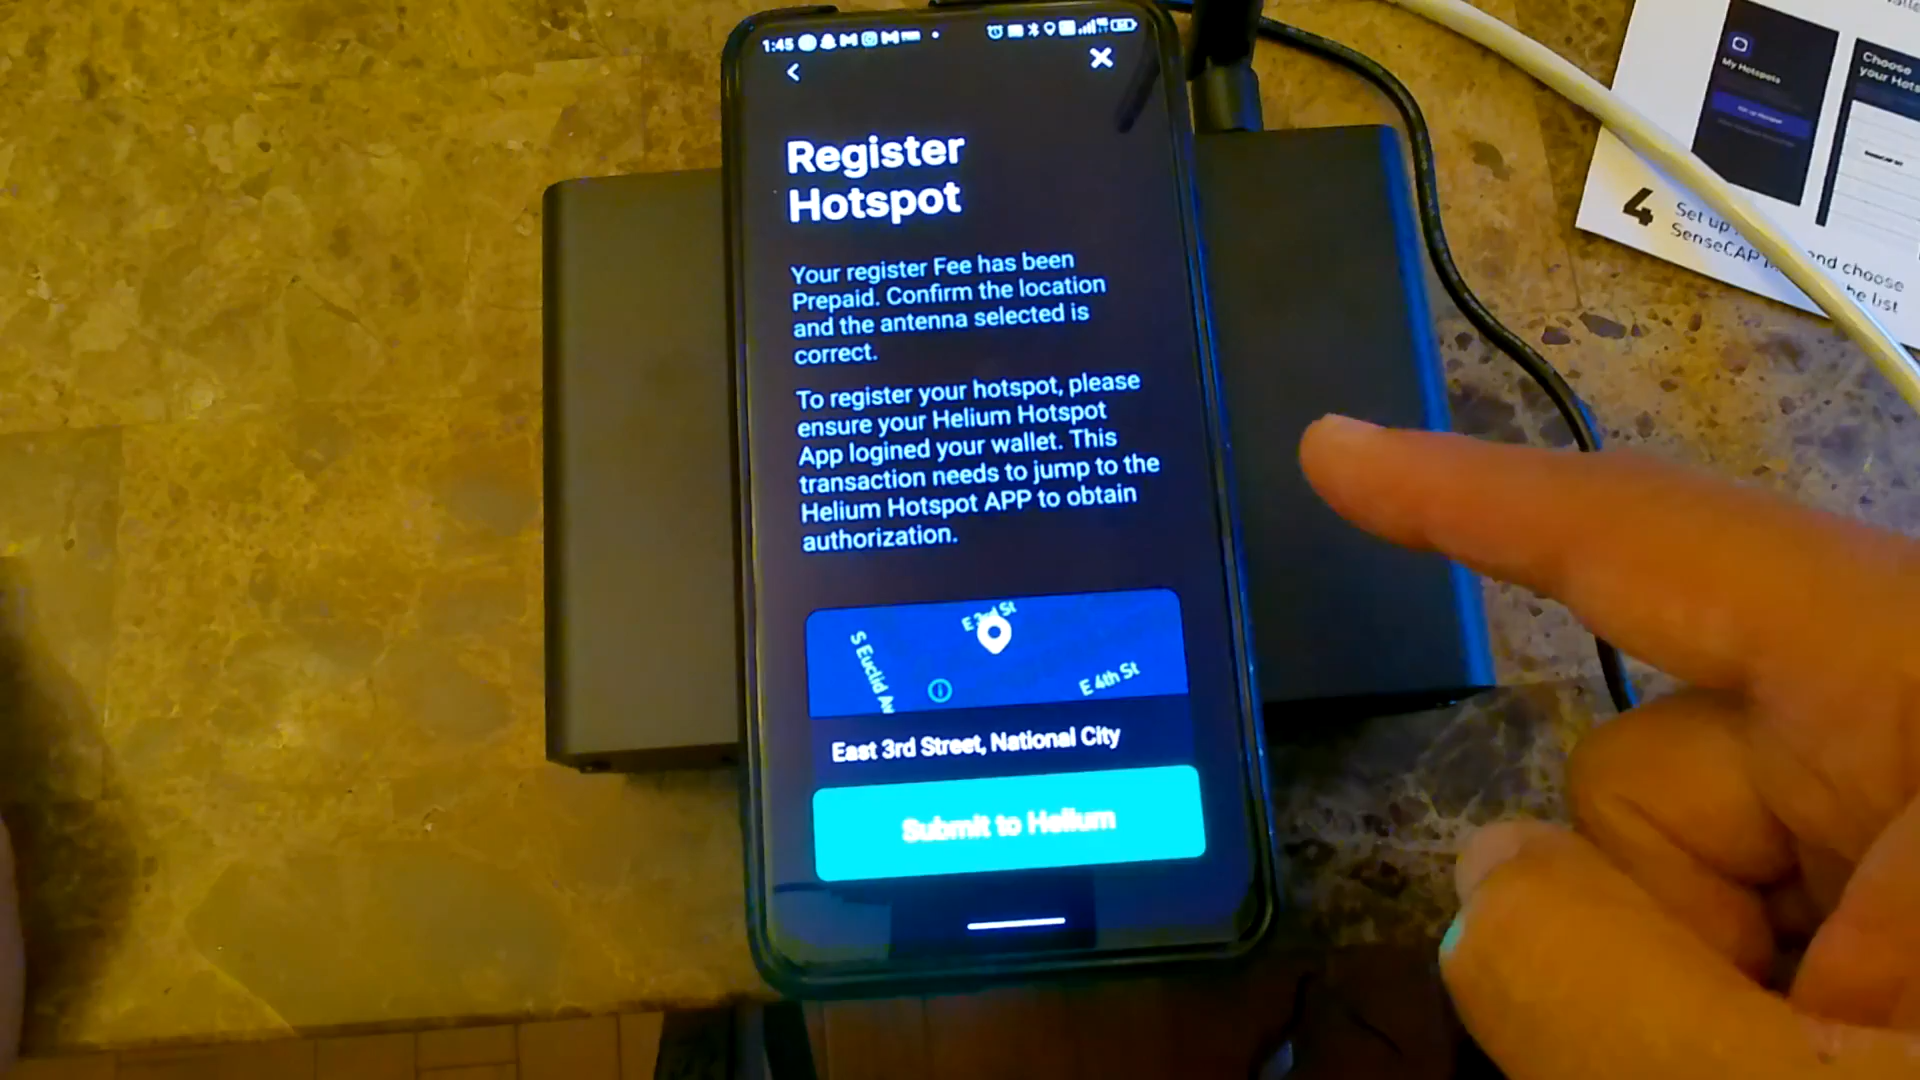 1:45
Register
Hotspot
Your register Fee has been
Prepaid. Confirm the location
and the antenna selected is
correct.
To register your hotspot, please
ensure your Helium Hotspot
App logined your wallet. This
transaction needs to jump to the
Helium Hotspot APP to obtain
authorization.
E 3rd St
S Euclid Av
E 4th St
East 3rd Street, National City
Submit to Helium
My Hotspots
Choose
your Hots
4
Set up and choose
SenseCAP he list